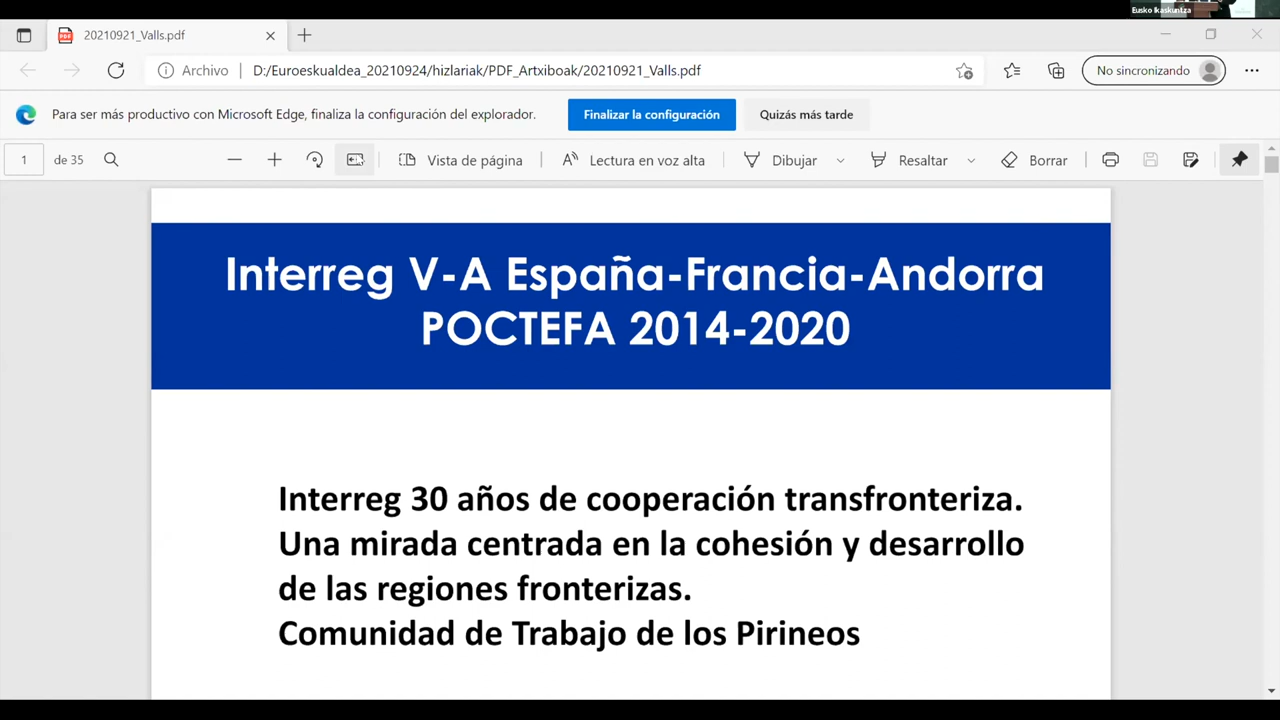 Eusko Ikaskuntza
20210921_Valls.pdf
Archivo
D:/Euroeskualdea_20210924/hizlariak/PDF_Artxiboak/20210921_Valls.pdf
No sincronizando
Para ser más productivo con Microsoft Edge, finaliza la configuración del explorador.
Finalizar la configuración
Quizás más tarde
1 de 35
Vista de página
Lectura en voz alta
Dibujar
Resaltar
Borrar
Interreg V-A España-Francia-Andorra
POCTEFA 2014-2020
Interreg 30 años de cooperación transfronteriza.
Una mirada centrada en la cohesión y desarrollo
de las regiones fronterizas.
Comunidad de Trabajo de los Pirineos